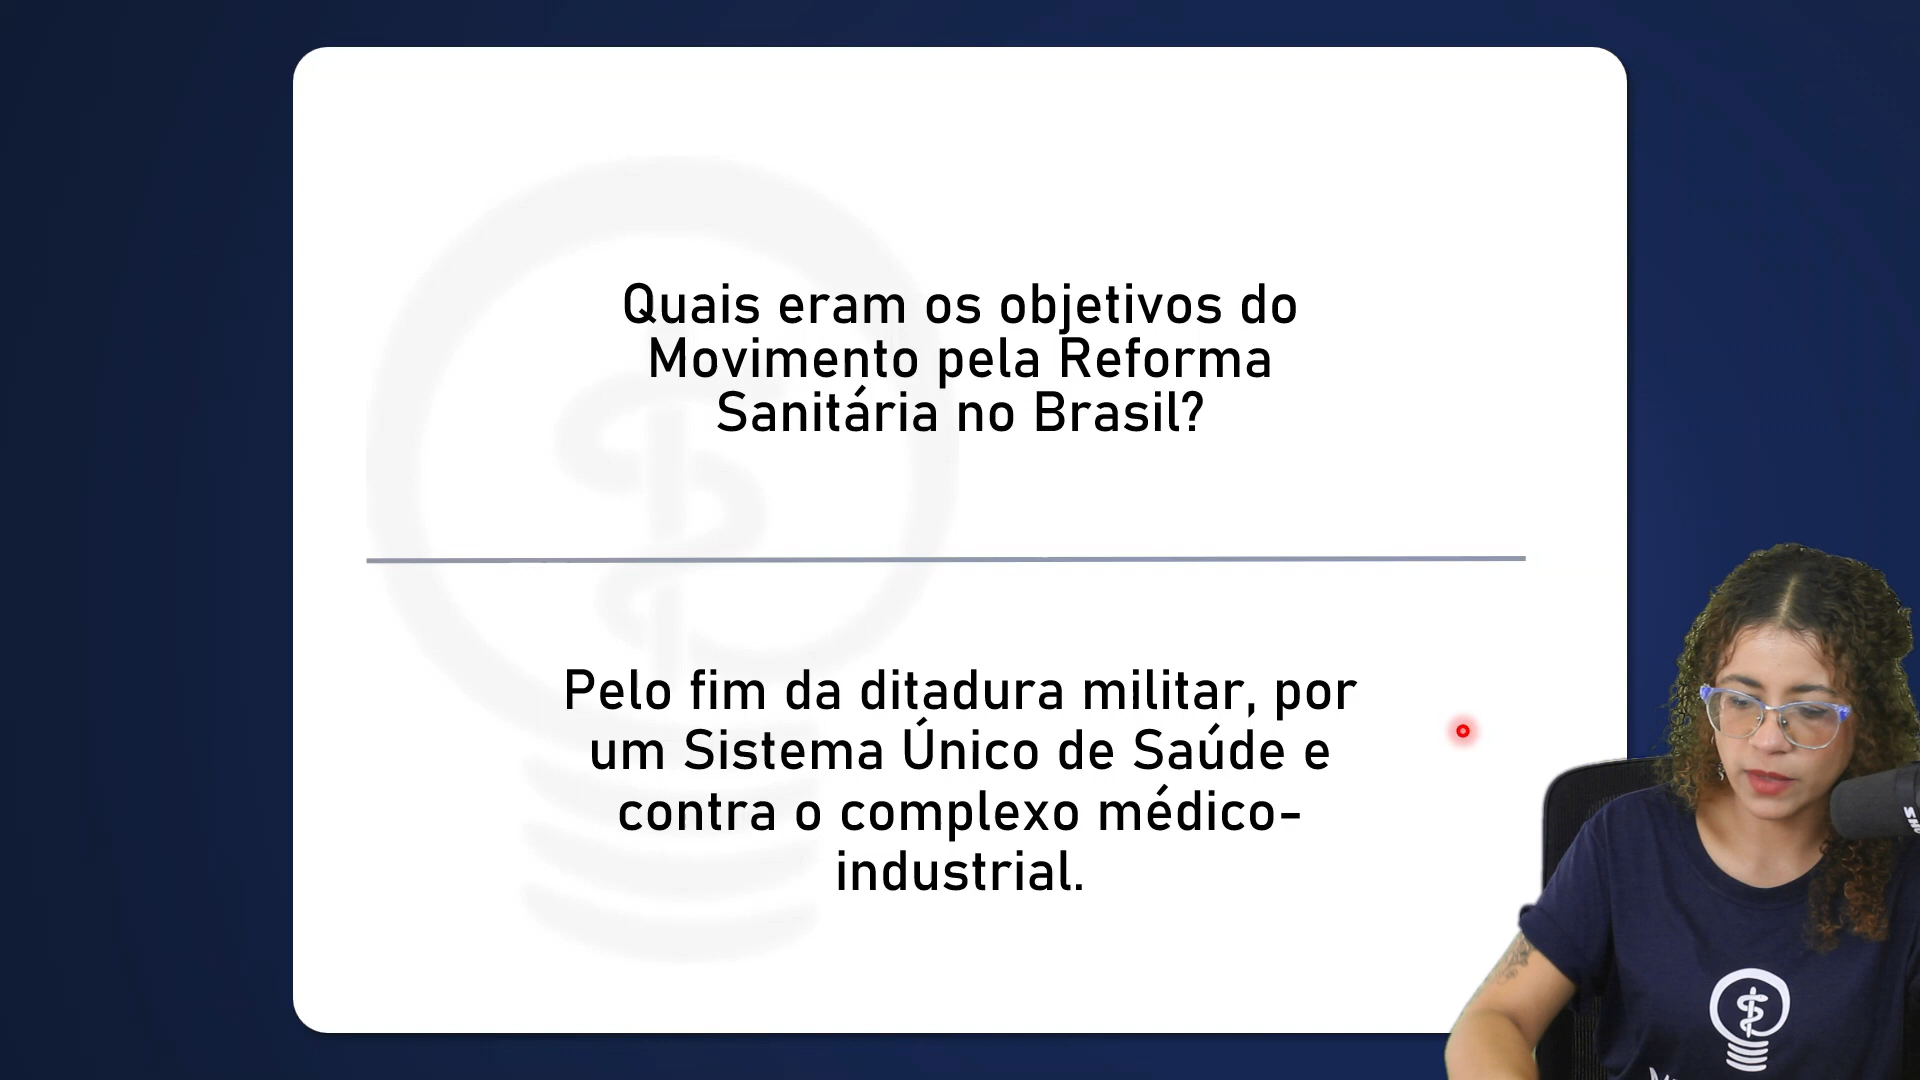 Quais eram os objetivos do
Movimento pela Reforma
Sanitária no Brasil?
Pelo fim da ditadura militar, por
um Sistema Único de Saúde e
contra o complexo médico-
industrial.